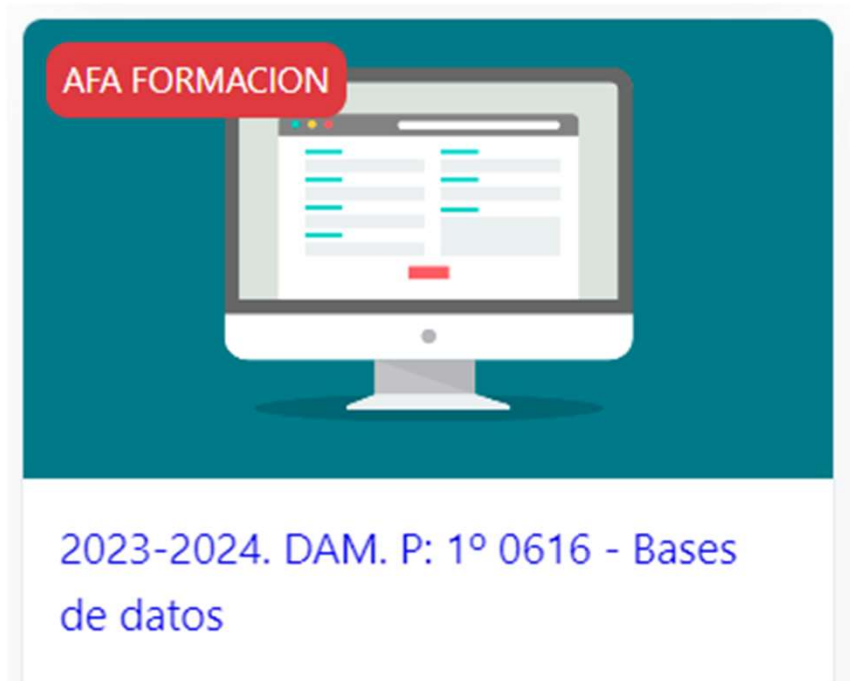 AFA FORMACION
2023-2024. DAM. P: 1º 0616 - Bases
de datos